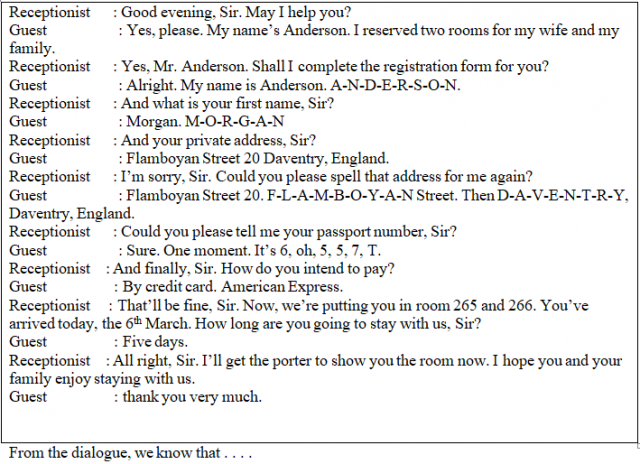 Receptionist : Good evening, Sir. May I help you?
Guest : Yes, please. My name's Anderson. I reserved two rooms for my wife and my
family.
Receptionist : Yes, Mr. Anderson. Shall I complete the registration form for you?
Guest : Alright. My name is Anderson. A-N-D-E-R-S-O-N.
Receptionist : And what is your first name, Sir?
Guest : Morgan. M-O-R-G-A-N
Receptionist : And your private address, Sir?
Guest : Flamboyan Street 20 Daventry, England.
Receptionist : I'm sorry, Sir. Could you please spell that address for me again?
Guest : Flamboyan Street 20. F-L-A-M-B-O-Y-A-N Street. Then D-A-V-E-N-T-R-Y,
Daventry, England.
Receptionist : Could you please tell me your passport number, Sir?
Guest : Sure. One moment. It's 6, oh, 5, 5, 7, T.
Receptionist : And finally, Sir. How do you intend to pay?
Guest : By credit card. American Express.
Receptionist : That'll be fine, Sir. Now, we're putting you in room 265 and 266. You've
arrived today, the 6th March. How long are you going to stay with us, Sir?
Guest : Five days.
Receptionist : All right, Sir. I'll get the porter to show you the room now. I hope you and your
family enjoy staying with us.
Guest : thank you very much.
From the dialogue, we know that . . . .